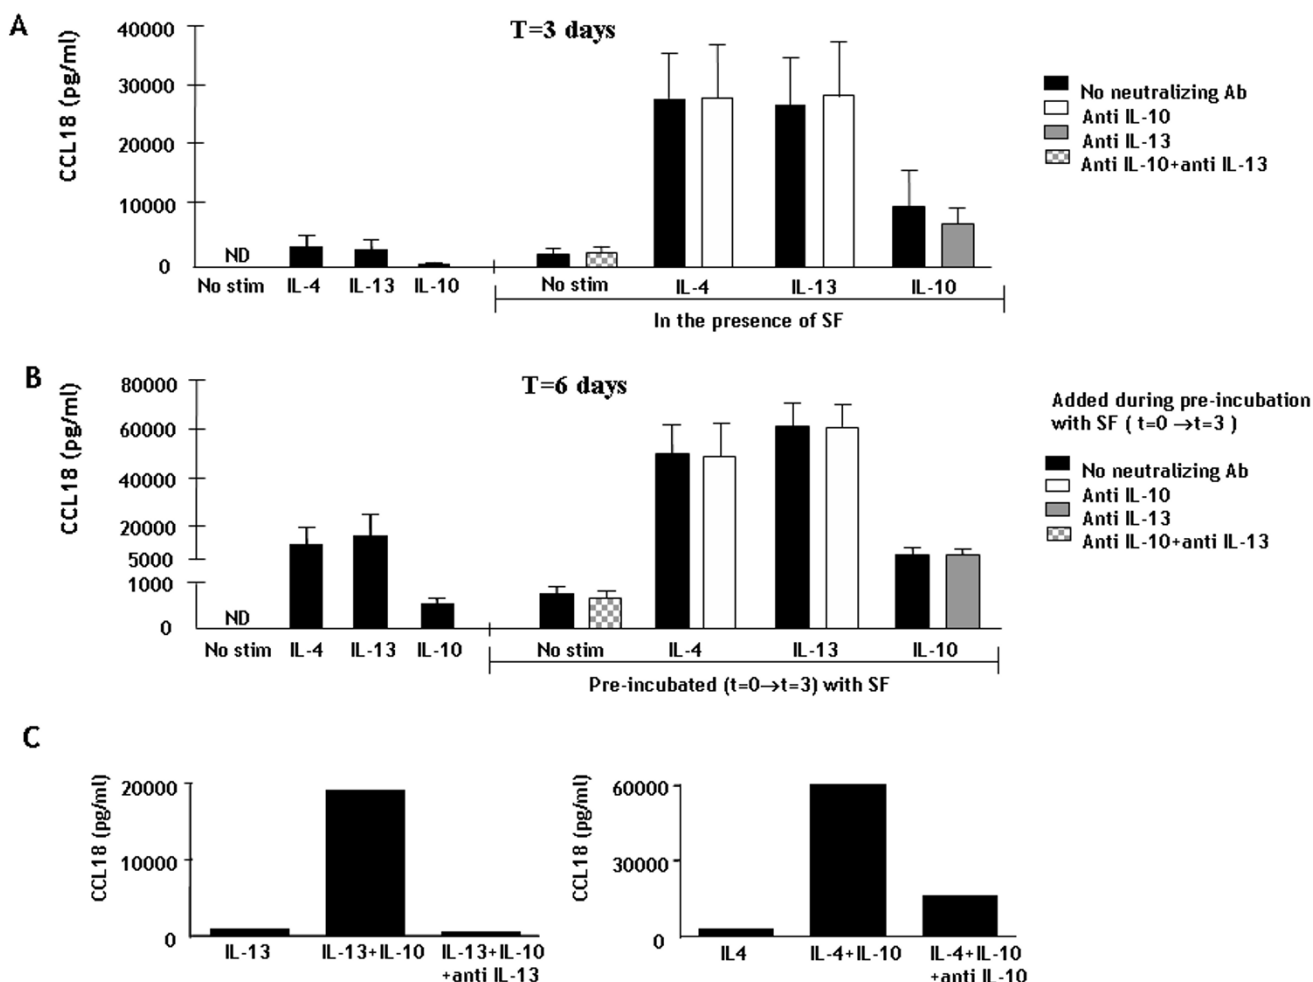 A
T=3 days
CCL18 (pg/ml)
40000
30000
20000
10000
0
ND
No stim IL-4 IL-13 IL-10 No stim IL-4 IL-13 IL-10
In the presence of SF
No neutralizing Ab
Anti IL-10
Anti IL-13
Anti IL-10+anti IL-13
B
T=6 days
CCL18 (pg/ml)
80000
60000
40000
20000
5000
1000
0
ND
No stim IL-4 IL-13 IL-10 No stim IL-4 IL-13 IL-10
Pre-incubated (t=0→t=3) with SF
Added during pre-incubation
with SF ( t=0 →t=3 )
No neutralizing Ab
Anti IL-10
Anti IL-13
Anti IL-10+anti IL-13
C
CCL18 (pg/ml)
20000
10000
0
IL-13 IL-13+IL-10 IL-13+IL-10
+anti IL-13
CCL18 (pg/ml)
60000
30000
0
IL4 IL-4+IL-10 IL-4+IL-10
+anti IL-10